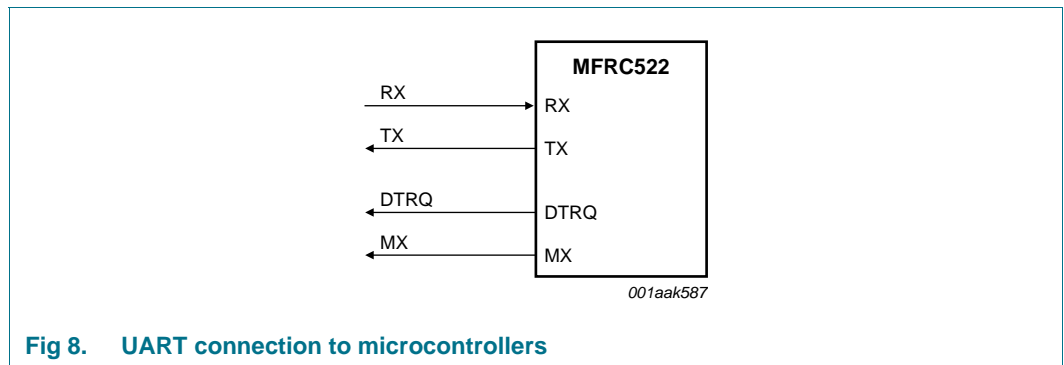 MFRC522
RX RX
TX TX
DTRQ DTRQ
MX MX
001aak587
Fig 8. UART connection to microcontrollers